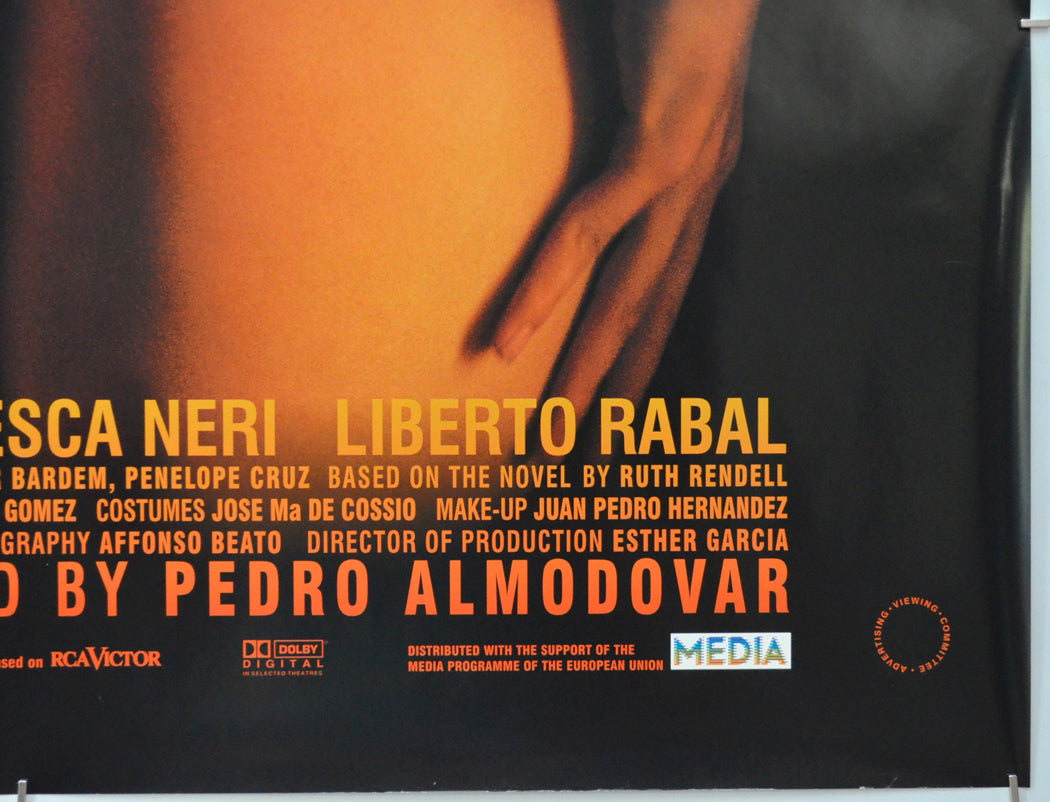 ESCA NERI LIBERTO RABAL
R BARDEM, PENELOPE CRUZ BASED ON THE NOVEL BY RUTH RENDELL
GOMEZ COSTUMES JOSE Ma DE COSSIO MAKE-UP JUAN PEDRO HERNANDEZ
GRAPHY AFFONSO BEATO DIRECTOR OF PRODUCTION ESTHER GARCIA
D BY PEDRO ALMODOVAR
ased on RCA VICTOR
DOLBY
DIGITAL
IN SELECTED THEATRES
DISTRIBUTED WITH THE SUPPORT OF THE
MEDIA PROGRAMME OF THE EUROPEAN UNION
MEDIA
ADVERTISING • VIEWING • COMMITTEE •